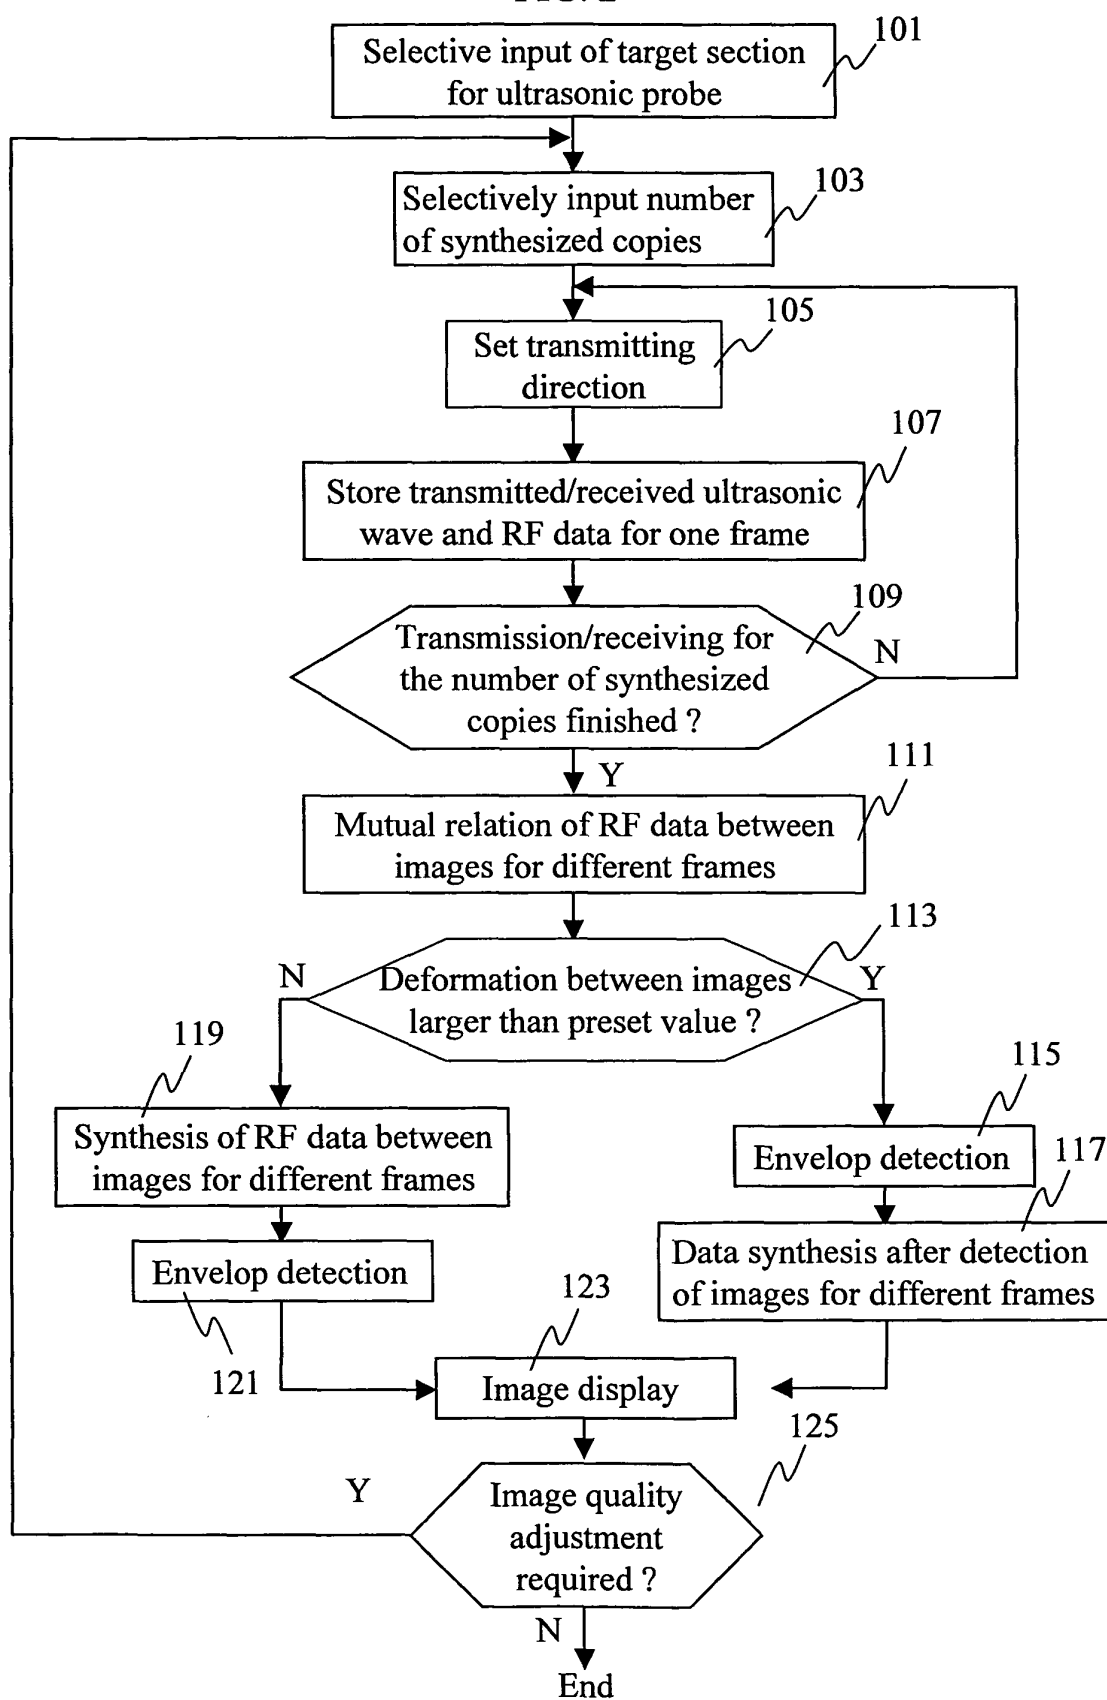 101
Selective input of target section
for ultrasonic probe
103
Selectively input number
of synthesized copies
105
Set transmitting
direction
107
Store transmitted/received ultrasonic
wave and RF data for one frame
109
Transmission/receiving for
the number of synthesized
copies finished ?
N
Y
111
Mutual relation of RF data between
images for different frames
113
Deformation between images
larger than preset value ?
N
Y
119
Synthesis of RF data between
images for different frames
115
Envelop detection
117
Data synthesis after detection
of images for different frames
Envelop detection
121
123
Image display
125
Image quality
adjustment
required ?
Y
N
End